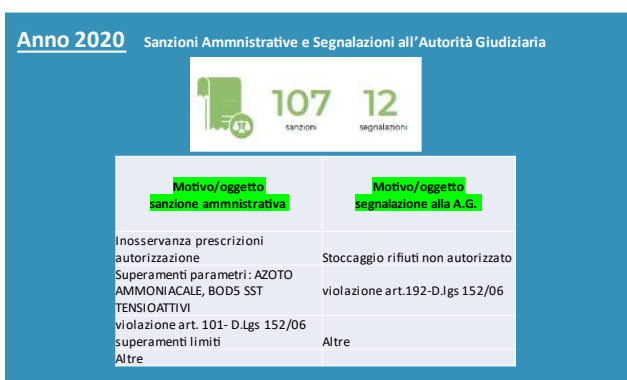 Anno 2020 Sanzioni Ammnistrative e Segnalazioni all'Autorità Giudiziaria
107 12
sanzioni segnalazioni
Motivo/oggetto Motivo/oggetto
sanzione ammnistrativa segnalazione alla A.G.
Inosservanza prescrizioni
autorizzazione Stoccaggio rifiuti non autorizzato
Superamenti parametri: AZOTO
AMMONIACALE, BOD5 SST violazione art.192-D.lgs 152/06
TENSIOATTIVI
violazione art. 101- D.Lgs 152/06
superamenti limiti Altre
Altre